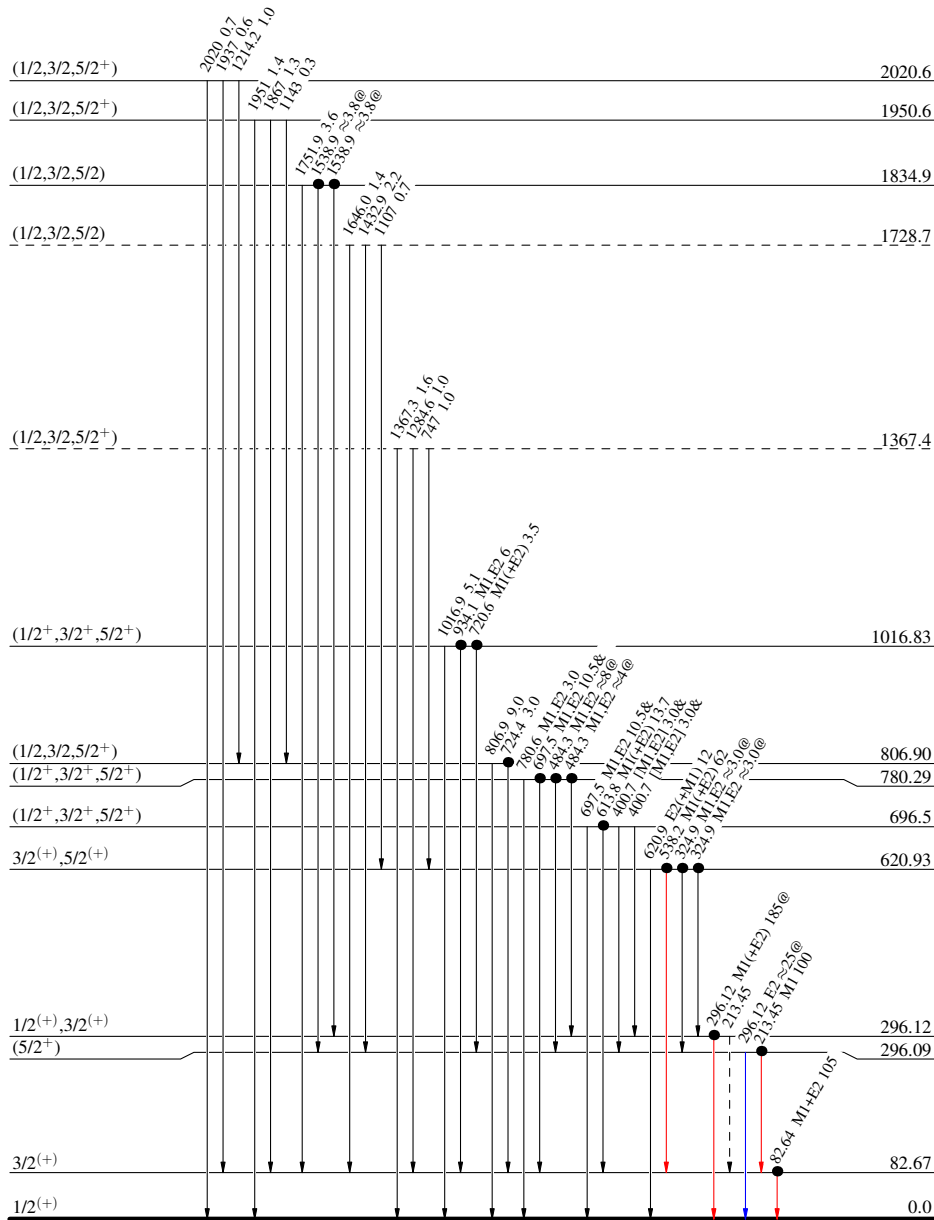 2020 0.7
1937 0.6
1214.2 1.0
(1/2,3/2,5/2⁺) 2020.6
1951 1.4
1867 1.3
1143 0.3
(1/2,3/2,5/2⁺) 1950.6
1751.9 3.6
1538.9 ≈3.8@
1538.9 ≈3.8@
(1/2,3/2,5/2) 1834.9
1646.0 1.4
1432.9 2.2
1107 0.7
(1/2,3/2,5/2) 1728.7
1367.3 1.6
1284.6 1.0
747 1.0
(1/2,3/2,5/2⁺) 1367.4
1016.9 5.1
934.1 M1,E2 6
720.6 M1(+E2) 3.5
(1/2⁺,3/2⁺,5/2⁺) 1016.83
806.9 9.0
724.4 3.0
(1/2,3/2,5/2⁺) 806.90
780.6 M1,E2 3.0
697.5 M1,E2 10.5&
484.3 M1,E2 ≈8@
484.3 M1,E2 ≈4@
(1/2⁺,3/2⁺,5/2⁺) 780.29
697.5 M1,E2 10.5&
613.8 M1(+E2) 13.7
400.7 [M1,E2] 3.0&
400.7 [M1,E2] 3.0&
(1/2⁺,3/2⁺,5/2⁺) 696.5
620.9 E2(+M1) 12
538.2 M1(+E2) 62
324.9 M1,E2 ≈3.0@
324.9 M1,E2 ≈3.0@
3/2⁽⁺⁾,5/2⁽⁺⁾ 620.93
296.12 M1(+E2) 185@
213.45
1/2⁽⁺⁾,3/2⁽⁺⁾ 296.12
296.12 E2 ≈25@
213.45 M1 100
(5/2⁺) 296.09
82.64 M1+E2 105
3/2⁽⁺⁾ 82.67
1/2⁽⁺⁾ 0.0